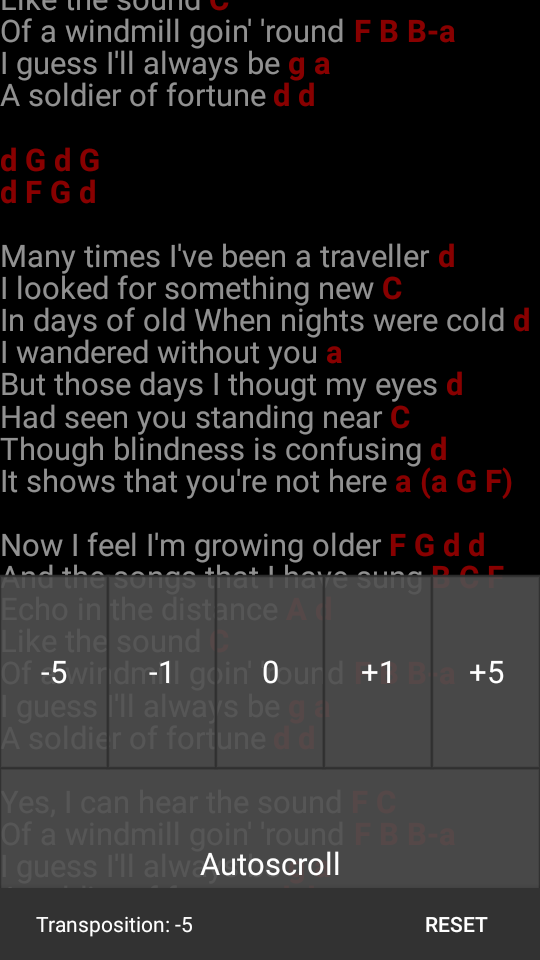 Like the sound C
Of a windmill goin' 'round F B B-a
I guess I'll always be g a
A soldier of fortune d d
d G d G
d F G d
Many times I've been a traveller d
I looked for something new C
In days of old When nights were cold d
I wandered without you a
But those days I thougt my eyes d
Had seen you standing near C
Though blindness is confusing d
It shows that you're not here a (a G F)
Now I feel I'm growing older F G d d
And the songs that I have sung B C F
Echo in the distance A d
Like the sound C
Of a windmill goin' 'round F B B-a
I guess I'll always be g a
A soldier of fortune d d
-5 -1 0 +1 +5
Yes, I can hear the sound F C
Of a windmill goin' 'round F B B-a
I guess I'll always
Autoscroll
Transposition: -5 RESET